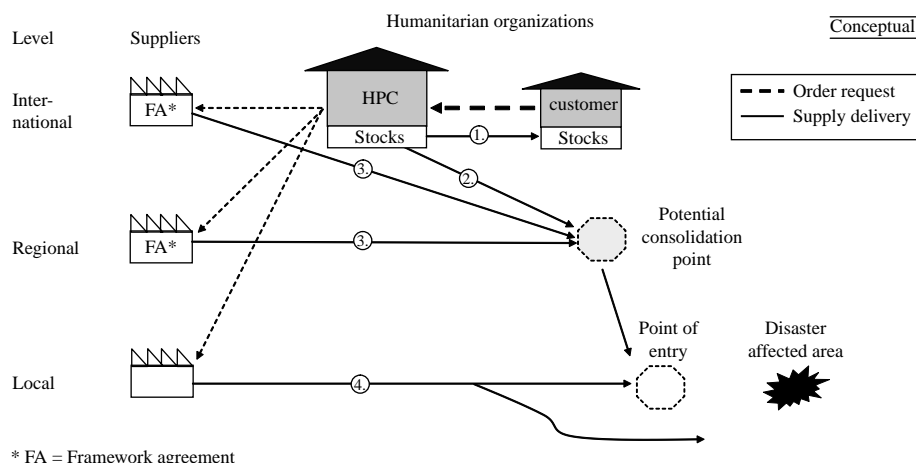 Humanitarian organizations
Conceptual
Level
Suppliers
Inter-
national
FA*
HPC
Stocks
customer
Stocks
1.
2.
3.
Order request
Supply delivery
Regional
FA*
3.
Potential
consolidation
point
Point of
entry
Disaster
affected area
Local
4.
* FA = Framework agreement